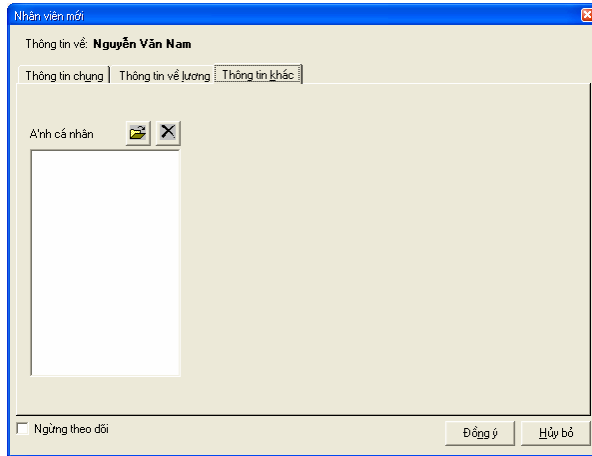 Nhân viên mới
Thông tin về: Nguyễn Văn Nam
Thông tin chung Thông tin về lương Thông tin khác
A'nh cá nhân
Ngừng theo dõi
Đồng ý Hủy bỏ